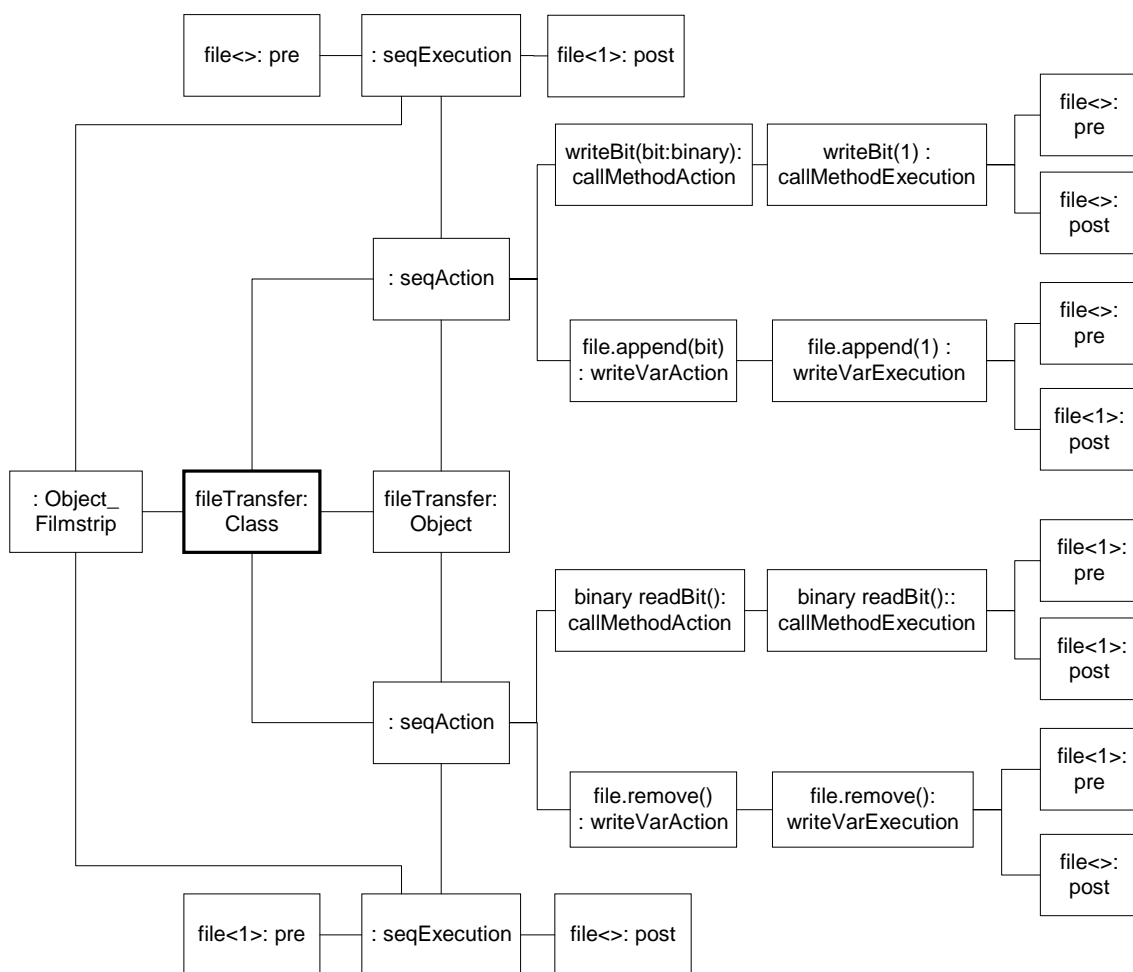 file<>: pre
: seqExecution
file<1>: post
writeBit(bit:binary):
callMethodAction
writeBit(1) :
callMethodExecution
file<>:
pre
file<>:
post
: seqAction
file.append(bit)
: writeVarAction
file.append(1) :
writeVarExecution
file<>:
pre
file<1>:
post
: Object_
Filmstrip
fileTransfer:
Class
fileTransfer:
Object
binary readBit():
callMethodAction
binary readBit()::
callMethodExecution
file<1>:
pre
file<1>:
post
: seqAction
file.remove()
: writeVarAction
file.remove():
writeVarExecution
file<1>:
pre
file<>:
post
file<1>: pre
: seqExecution
file<>: post